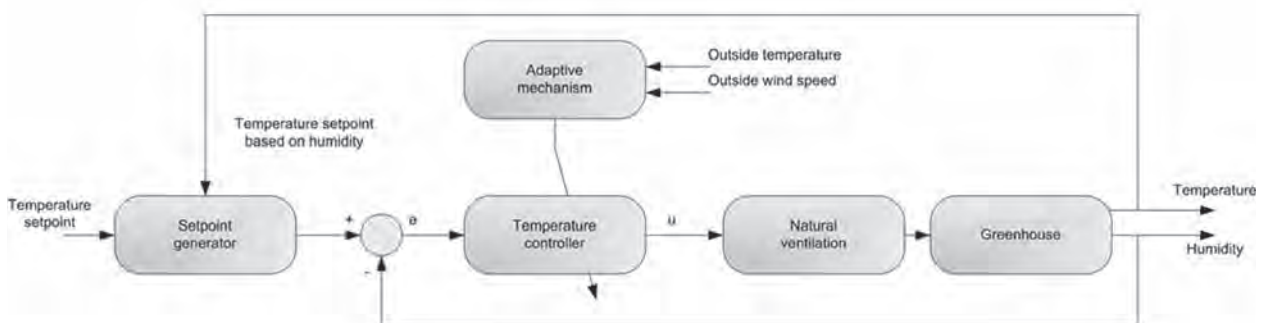 Outside temperature
Adaptive
mechanism
Outside wind speed
Temperature setpoint
based on humidity
Temperature
setpoint
Setpoint
generator
+
-
e
Temperature
controller
u
Natural
ventilation
Greenhouse
Temperature
Humidity